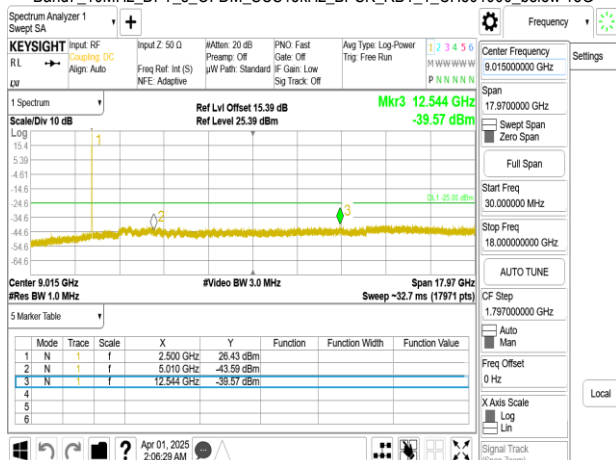 Spectrum Analyzer 1
Swept SA
Frequency
KEYSIGHT
RL
Input: RF
Coupling: DC
Align: Auto
Input Z: 50 Ω
Freq Ref: Int (S)
NFE: Adaptive
#Atten: 20 dB
Preamp: Off
µW Path: Standard
PNO: Fast
Gate: Off
IF Gain: Low
Sig Track: Off
Avg Type: Log-Power
Trig: Free Run
1 2 3 4 5 6
M W W W W W
P N N N N N
Center Frequency
9.015000000 GHz
Settings
1 Spectrum
Scale/Div 10 dB
Ref Lvl Offset 15.39 dB
Ref Level 25.39 dBm
Mkr3 12.544 GHz
-39.57 dBm
Span
17.9700000 GHz
Swept Span
Zero Span
Full Span
Start Freq
30.000000 MHz
Stop Freq
18.000000000 GHz
AUTO TUNE
CF Step
1.797000000 GHz
Auto
Man
Freq Offset
0 Hz
X Axis Scale
Log
Lin
Local
Signal Track
(Span Zoom)
Log
15.4
5.39
-4.61
-14.6
-24.6
-34.6
-44.6
-54.6
-64.6
1
2
3
DL1 -25.00 dBm
Center 9.015 GHz
#Video BW 3.0 MHz
Span 17.97 GHz
#Res BW 1.0 MHz
Sweep ~32.7 ms (17971 pts)
5 Marker Table
Mode Trace Scale X Y Function Function Width Function Value
1 N 1 f 2.500 GHz 26.43 dBm
2 N 1 f 5.010 GHz -43.59 dBm
3 N 1 f 12.544 GHz -39.57 dBm
4
5
6
Apr 01, 2025
2:06:29 AM